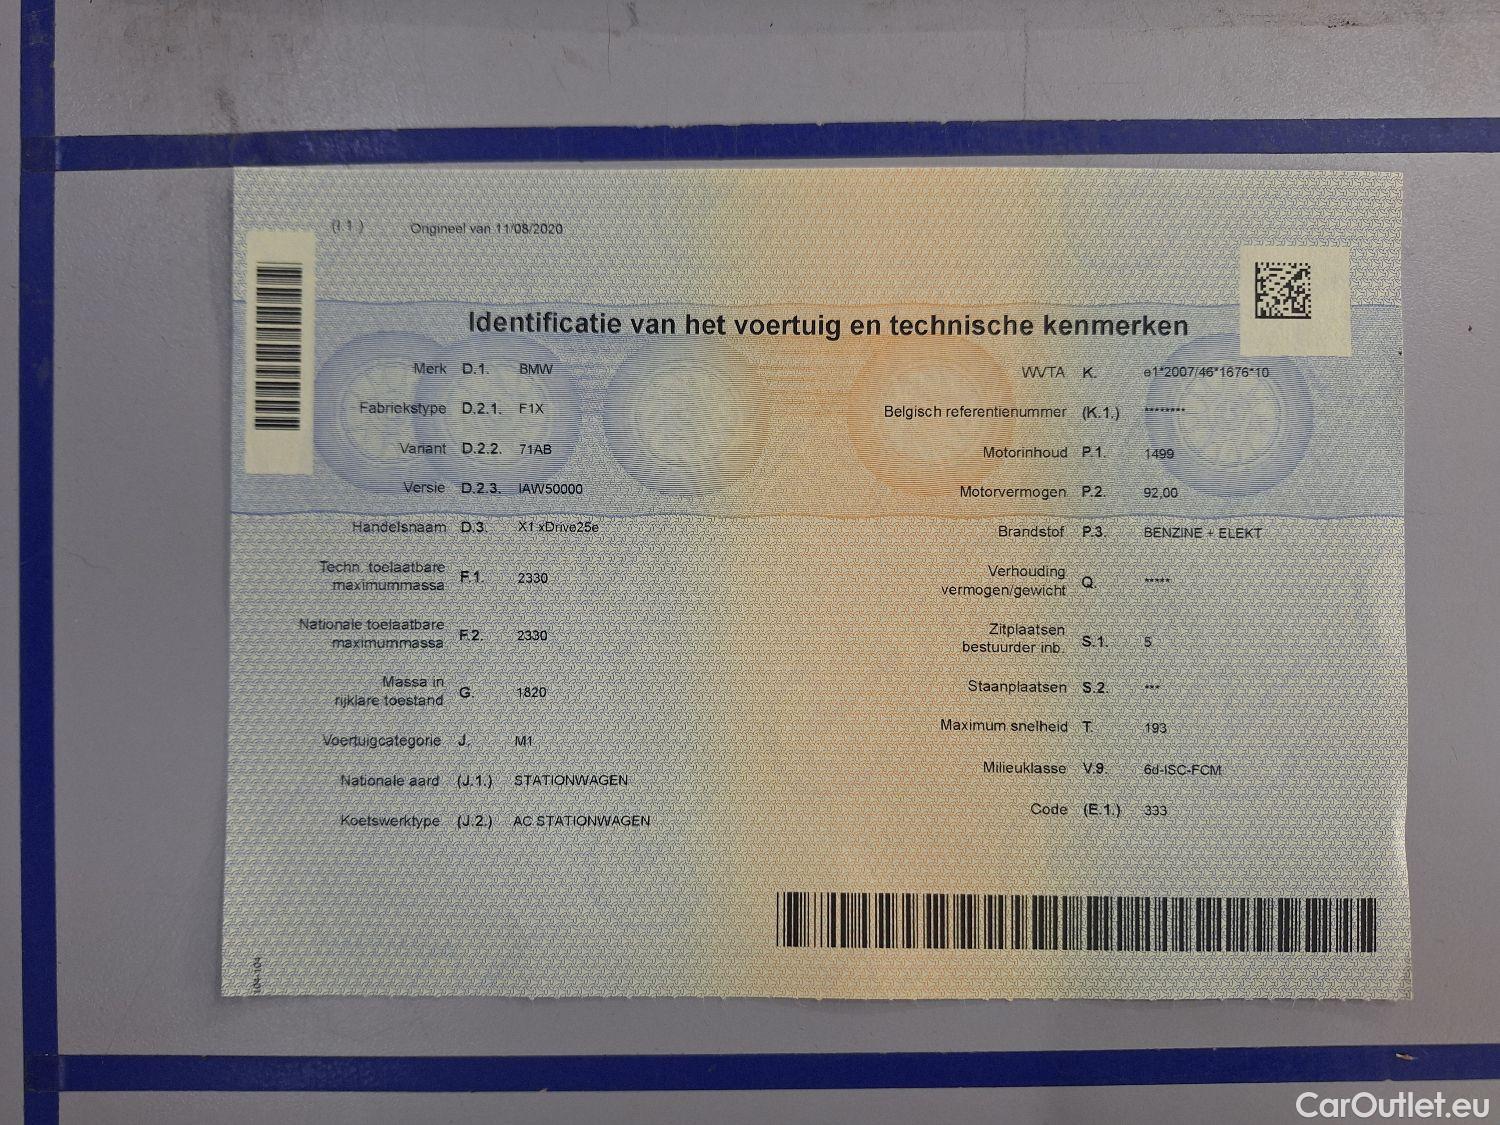 (I.1.) Origineel van 11/08/2020
Identificatie van het voertuig en technische kenmerken
Merk D.1. BMW
Fabriekstype D.2.1. F1X
Variant D.2.2. 71AB
Versie D.2.3. IAW50000
Handelsnaam D.3. X1 xDrive25e
Techn. toelaatbare
maximummassa F.1. 2330
Nationale toelaatbare
maximummassa F.2. 2330
Massa in
rijklare toestand G. 1820
Voertuigcategorie J. M1
Nationale aard (J.1.) STATIONWAGEN
Koetswerktype (J.2.) AC STATIONWAGEN
WVTA K. e1*2007/46*1676*10
Belgisch referentienummer (K.1.) ********
Motorinhoud P.1. 1499
Motorvermogen P.2. 92,00
Brandstof P.3. BENZINE + ELEKT
Verhouding
vermogen/gewicht Q. *****
Zitplaatsen
bestuurder inb. S.1. 5
Staanplaatsen S.2. ***
Maximum snelheid T. 193
Milieuklasse V.9. 6d-ISC-FCM
Code (E.1.) 333
104-104
CarOutlet.eu